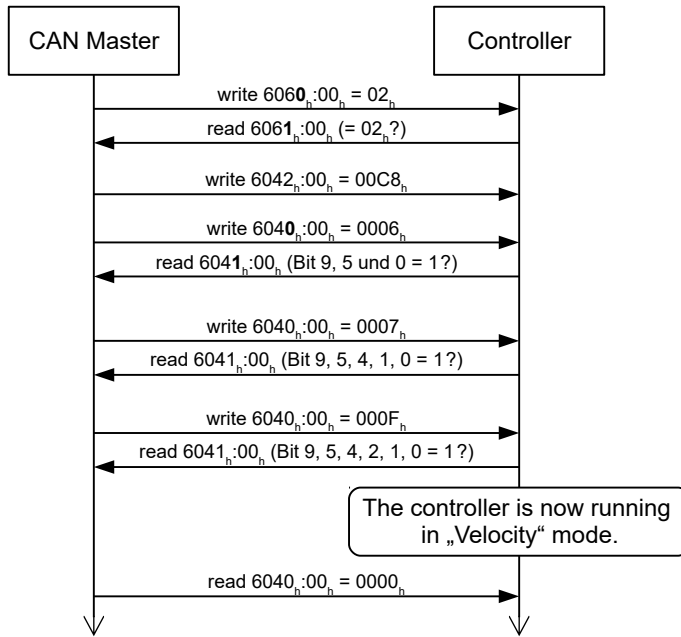 CAN Master
Controller
write 6060ₕ:00ₕ = 02ₕ
read 6061ₕ:00ₕ (= 02ₕ?)
write 6042ₕ:00ₕ = 00C8ₕ
write 6040ₕ:00ₕ = 0006ₕ
read 6041ₕ:00ₕ (Bit 9, 5 und 0 = 1?)
write 6040ₕ:00ₕ = 0007ₕ
read 6041ₕ:00ₕ (Bit 9, 5, 4, 1, 0 = 1?)
write 6040ₕ:00ₕ = 000Fₕ
read 6041ₕ:00ₕ (Bit 9, 5, 4, 2, 1, 0 = 1?)
The controller is now running
in „Velocity“ mode.
read 6040ₕ:00ₕ = 0000ₕ